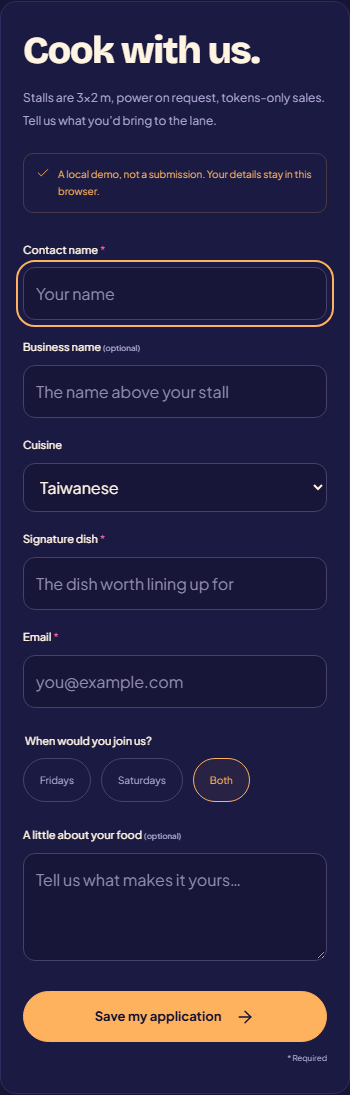 Cook with us.
Stalls are 3×2 m, power on request, tokens-only sales.
Tell us what you'd bring to the lane.
A local demo, not a submission. Your details stay in this
browser.
Contact name *
Your name
Business name (optional)
The name above your stall
Cuisine
Taiwanese
Signature dish *
The dish worth lining up for
Email *
you@example.com
When would you join us?
Fridays
Saturdays
Both
A little about your food (optional)
Tell us what makes it yours…
Save my application
* Required